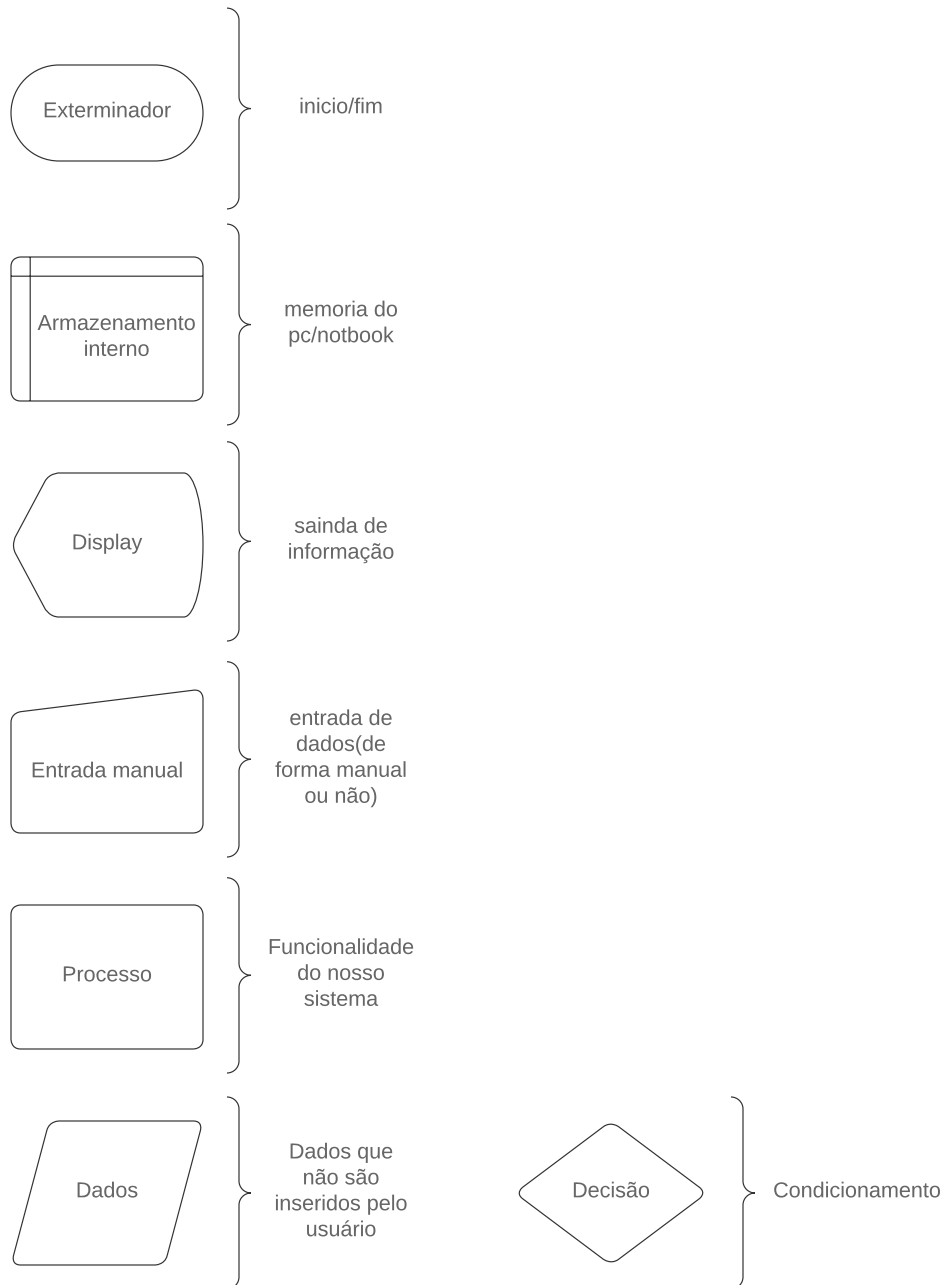 Exterminador
inicio/fim
Armazenamento
interno
memoria do
pc/notbook
Display
sainda de
informação
Entrada manual
entrada de
dados(de
forma manual
ou não)
Processo
Funcionalidade
do nosso
sistema
Dados
Dados que
não são
inseridos pelo
usuário
Decisão
Condicionamento